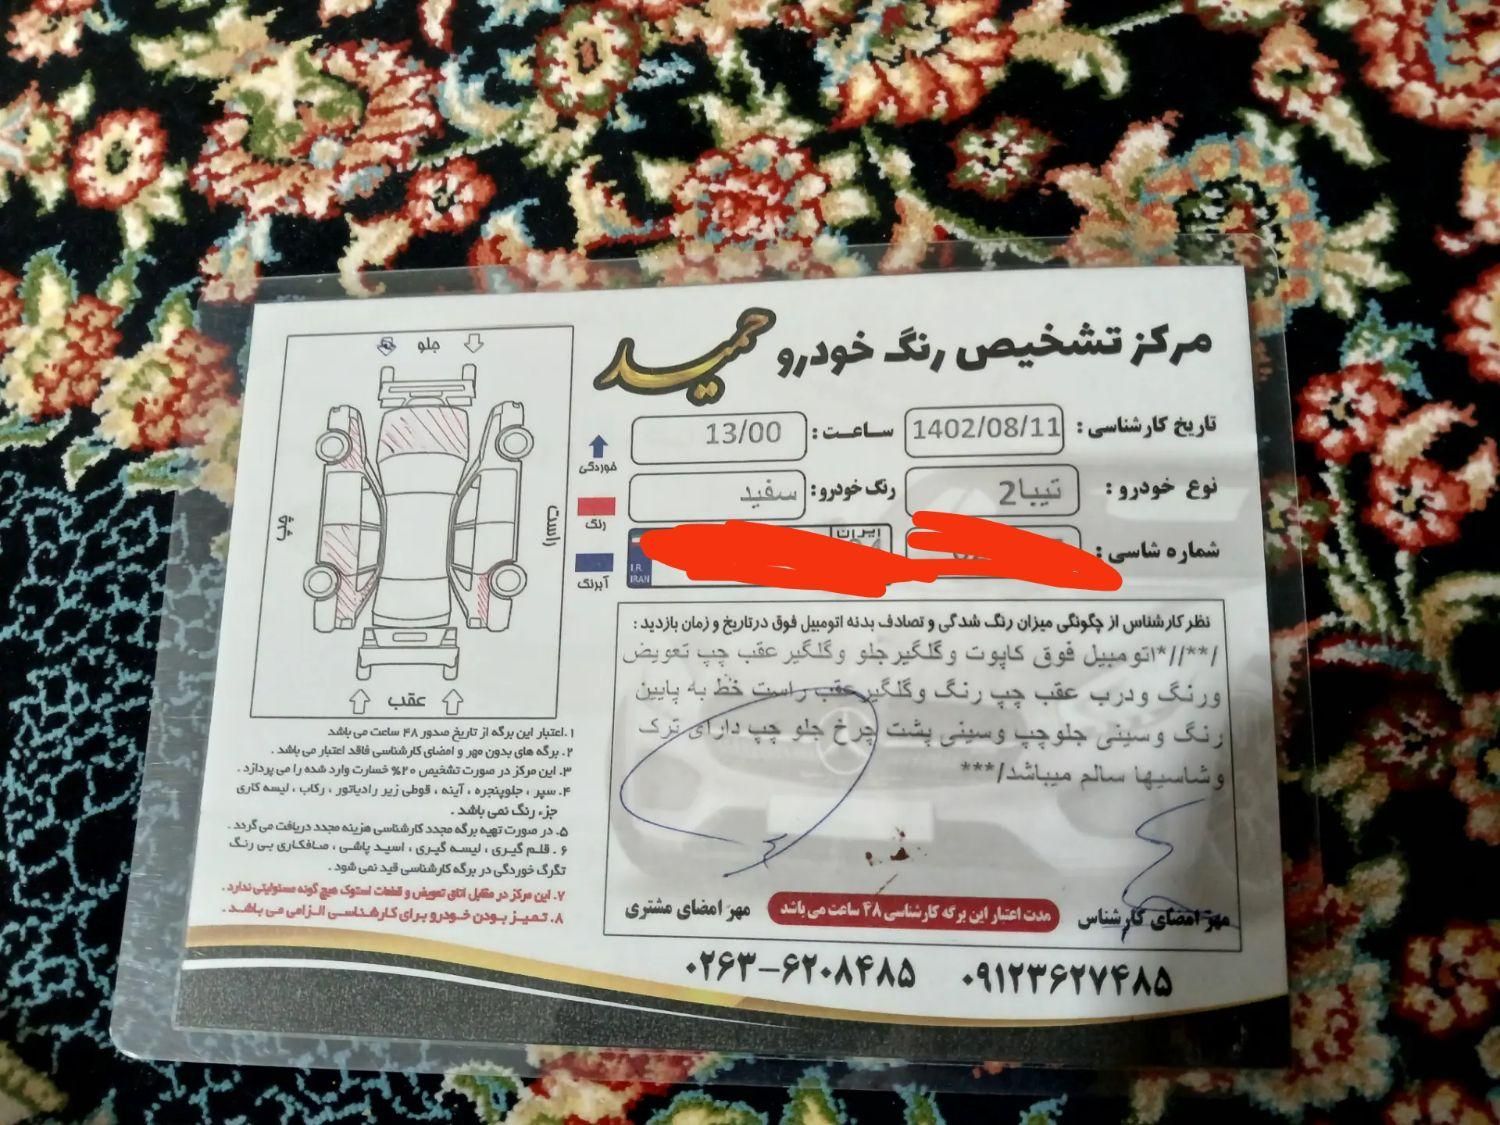 مرکز تشخیص رنگ خودرو حمید
تاریخ کارشناسی : 1402/08/11
ساعت : 13/00
نوع خودرو : تیبا2
رنگ خودرو : سفید
شماره شاسی :
ایران
I.R.
IRAN
خوردگی
رنگ
آبرنگ
جلو
راست
چپ
عقب
نظر کارشناس از چگونگی میزان رنگ شدگی و تصادف بدنه اتومبیل فوق درتاریخ و زمان بازدید :
/**//*اتومبیل فوق کاپوت وگلگیرجلو وگلگیرعقب چپ تعویض
ورنگ ودرب عقب چپ رنگ وگلگیرعقب راست خط به پایین
رنگ وسینی جلوچپ وسینی پشت چرخ جلو چپ دارای ترک
وشاسیها سالم میباشد/***
مهر امضای کارشناس
مدت اعتبار این برگه کارشناسی ۴۸ ساعت می باشد
مهر امضای مشتری
۱. اعتبار این برگه از تاریخ صدور ۴۸ ساعت می باشد
۲. برگه های بدون مهر و امضای کارشناسی فاقد اعتبار می باشد .
۳. این مرکز در صورت تشخیص ۲۰% خسارت وارد شده را می پردازد .
۴. سپر ، جلوپنجره ، آینه ، قوطی زیر رادیاتور ، رکاب ، لیسه کاری
جزء رنگ نمی باشد .
۵. در صورت تهیه برگه مجدد کارشناسی هزینه مجدد دریافت می گردد .
۶ . قلم گیری ، لیسه گیری ، اسید پاشی ، صافکاری بی رنگ
تگرگ خوردگی در برگه کارشناسی قید نمی شود .
۷. این مرکز در مقابل اتاق تعویض و قطعات استوک هیچ گونه مسئولیتی ندارد .
۸. تمیز بودن خودرو برای کارشناسی الزامی می باشد .
۰۲۶۳-۶۲۰۸۴۸۵
۰۹۱۲۳۶۲۷۴۸۵